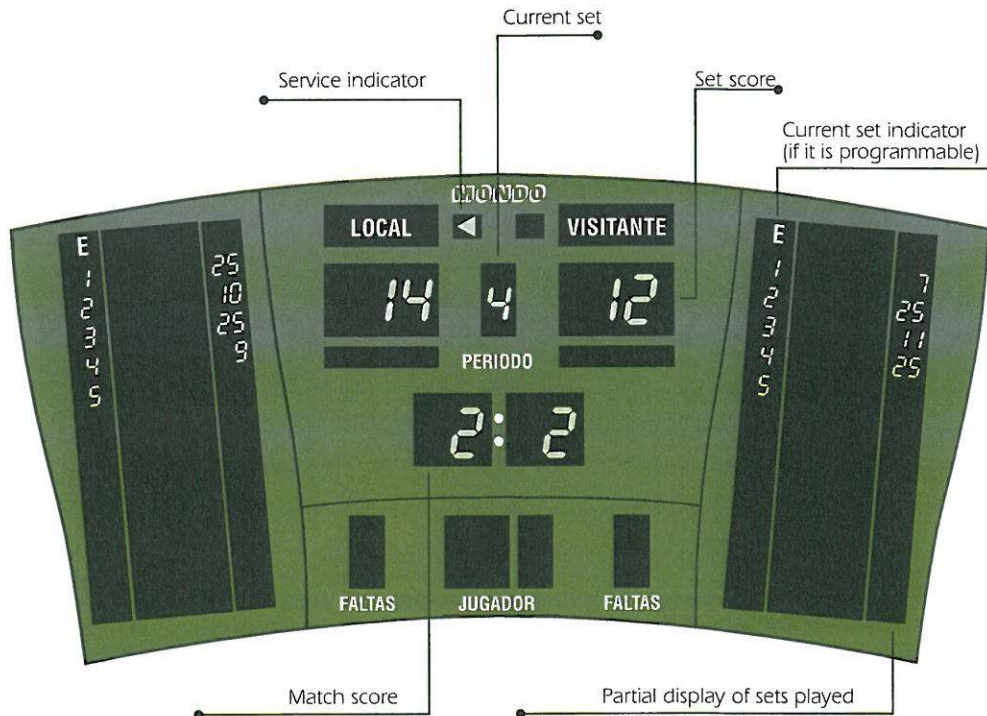 Current set
Service indicator
Set score
Current set indicator
(if it is programmable)
MONDO
LOCAL
VISITANTE
E
1 25
2 10
3 25
4 9
5
14
4
12
PERIODO
2:2
E
1 7
2 25
3 11
4 25
5
FALTAS
JUGADOR
FALTAS
Match score
Partial display of sets played